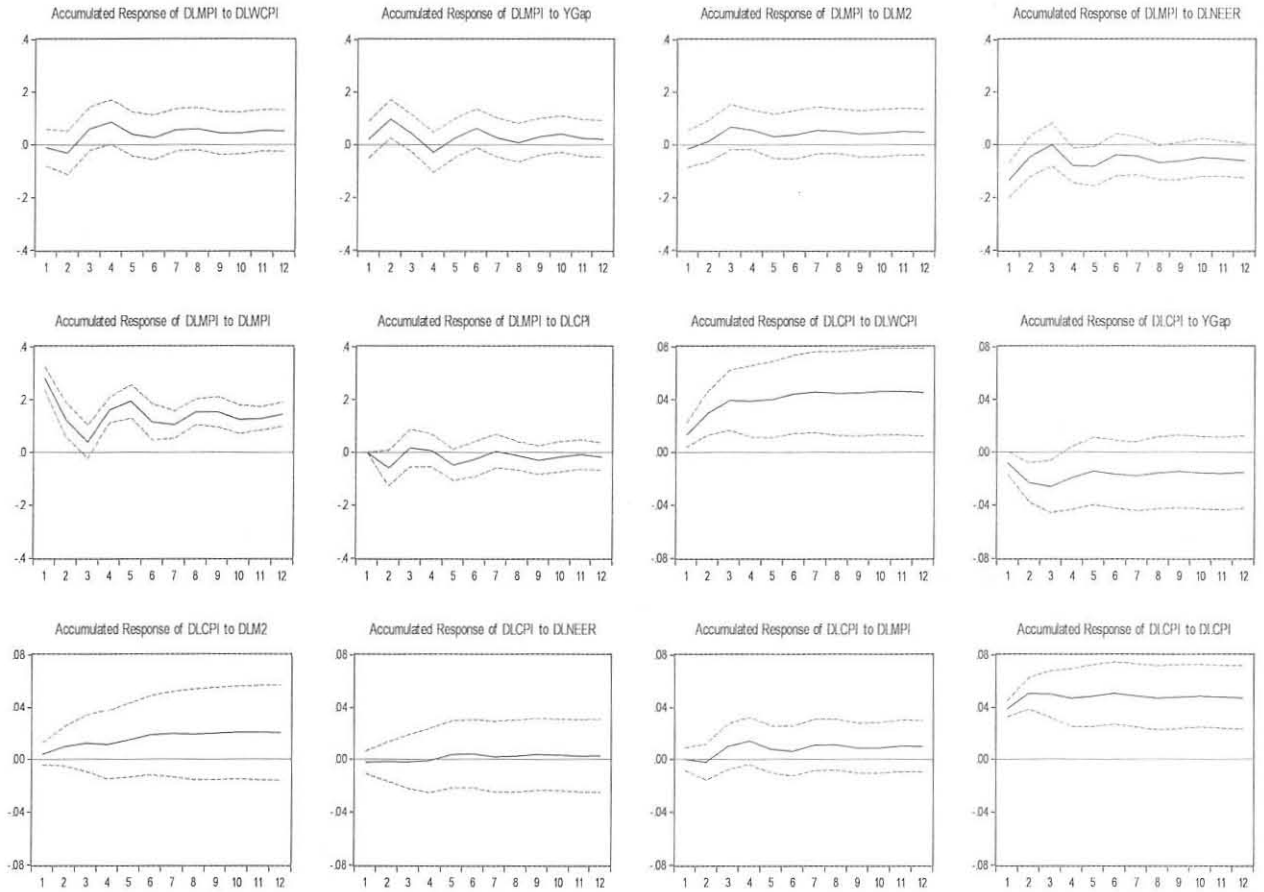 Accumulated Response of DLMPI to DLWCPI
.4
.2
.0
-.2
-.4
1 2 3 4 5 6 7 8 9 10 11 12
Accumulated Response of DLMPI to YGap
.4
.2
.0
-.2
-.4
1 2 3 4 5 6 7 8 9 10 11 12
Accumulated Response of DLMPI to DLM2
.4
.2
.0
-.2
-.4
1 2 3 4 5 6 7 8 9 10 11 12
Accumulated Response of DLMPI to DLNEER
.4
.2
.0
-.2
-.4
1 2 3 4 5 6 7 8 9 10 11 12
Accumulated Response of DLMPI to DLMPI
.4
.2
.0
-.2
-.4
1 2 3 4 5 6 7 8 9 10 11 12
Accumulated Response of DLMPI to DLCPI
.4
.2
.0
-.2
-.4
1 2 3 4 5 6 7 8 9 10 11 12
Accumulated Response of DLCPI to DLWCPI
.08
.04
.00
-.04
-.08
1 2 3 4 5 6 7 8 9 10 11 12
Accumulated Response of DLCPI to YGap
.08
.04
.00
-.04
-.08
1 2 3 4 5 6 7 8 9 10 11 12
Accumulated Response of DLCPI to DLM2
.08
.04
.00
-.04
-.08
1 2 3 4 5 6 7 8 9 10 11 12
Accumulated Response of DLCPI to DLNEER
.08
.04
.00
-.04
-.08
1 2 3 4 5 6 7 8 9 10 11 12
Accumulated Response of DLCPI to DLMPI
.08
.04
.00
-.04
-.08
1 2 3 4 5 6 7 8 9 10 11 12
Accumulated Response of DLCPI to DLCPI
.08
.04
.00
-.04
-.08
1 2 3 4 5 6 7 8 9 10 11 12